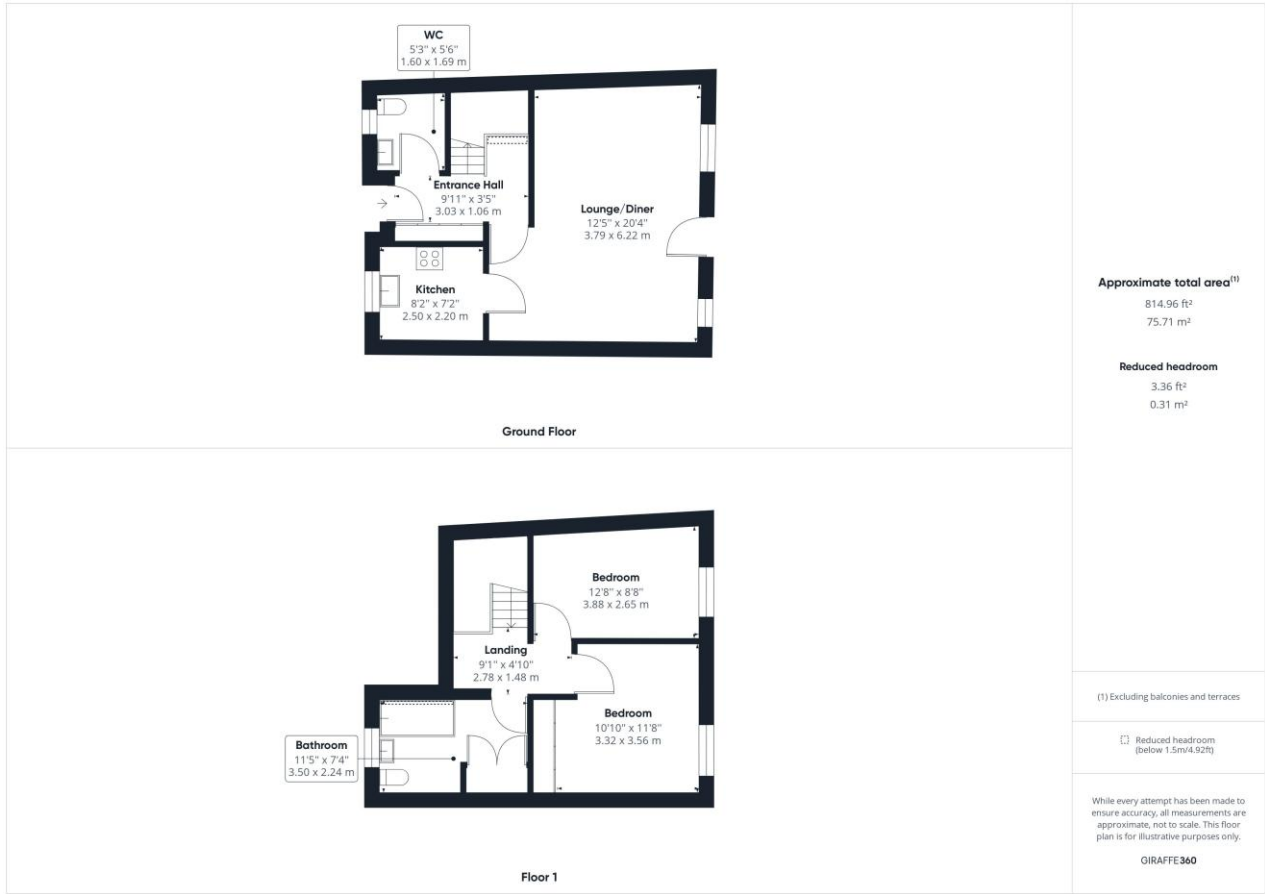 WC
5'3" x 5'6"
1.60 x 1.69 m
Entrance Hall
9'11" x 3'5"
3.03 x 1.06 m
Lounge/Diner
12'5" x 20'4"
3.79 x 6.22 m
Kitchen
8'2" x 7'2"
2.50 x 2.20 m
Ground Floor
Bedroom
12'8" x 8'8"
3.88 x 2.65 m
Landing
9'1" x 4'10"
2.78 x 1.48 m
Bedroom
10'10" x 11'8"
3.32 x 3.56 m
Bathroom
11'5" x 7'4"
3.50 x 2.24 m
Floor 1
Approximate total area(1)
814.96 ft²
75.71 m²
Reduced headroom
3.36 ft²
0.31 m²
(1) Excluding balconies and terraces
Reduced headroom
(below 1.5m/4.92ft)
While every attempt has been made to
ensure accuracy, all measurements are
approximate, not to scale. This floor
plan is for illustrative purposes only.
GIRAFFE360